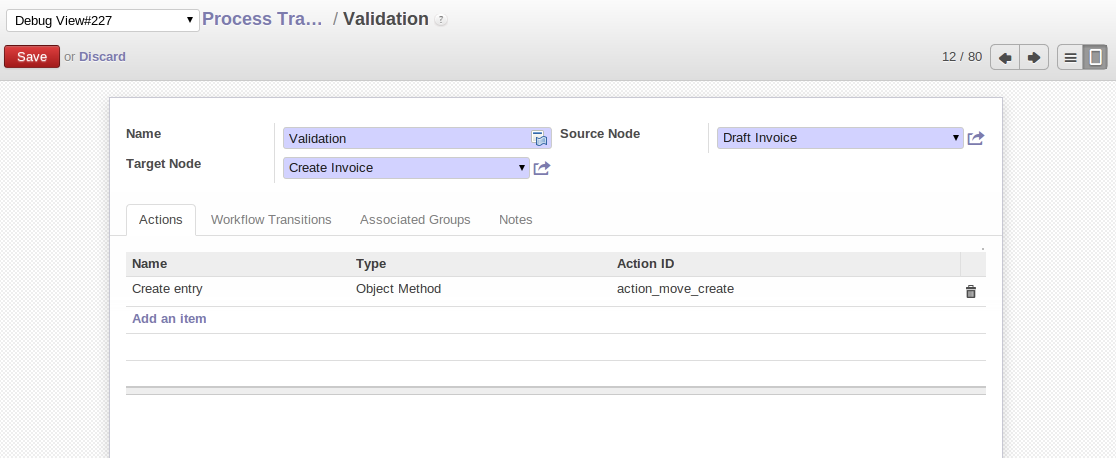 Debug View#227 Process Tra... / Validation ?
Save or Discard 12 / 80
Name Validation Source Node Draft Invoice
Target Node Create Invoice
Actions Workflow Transitions Associated Groups Notes
Name Type Action ID
Create entry Object Method action_move_create
Add an item